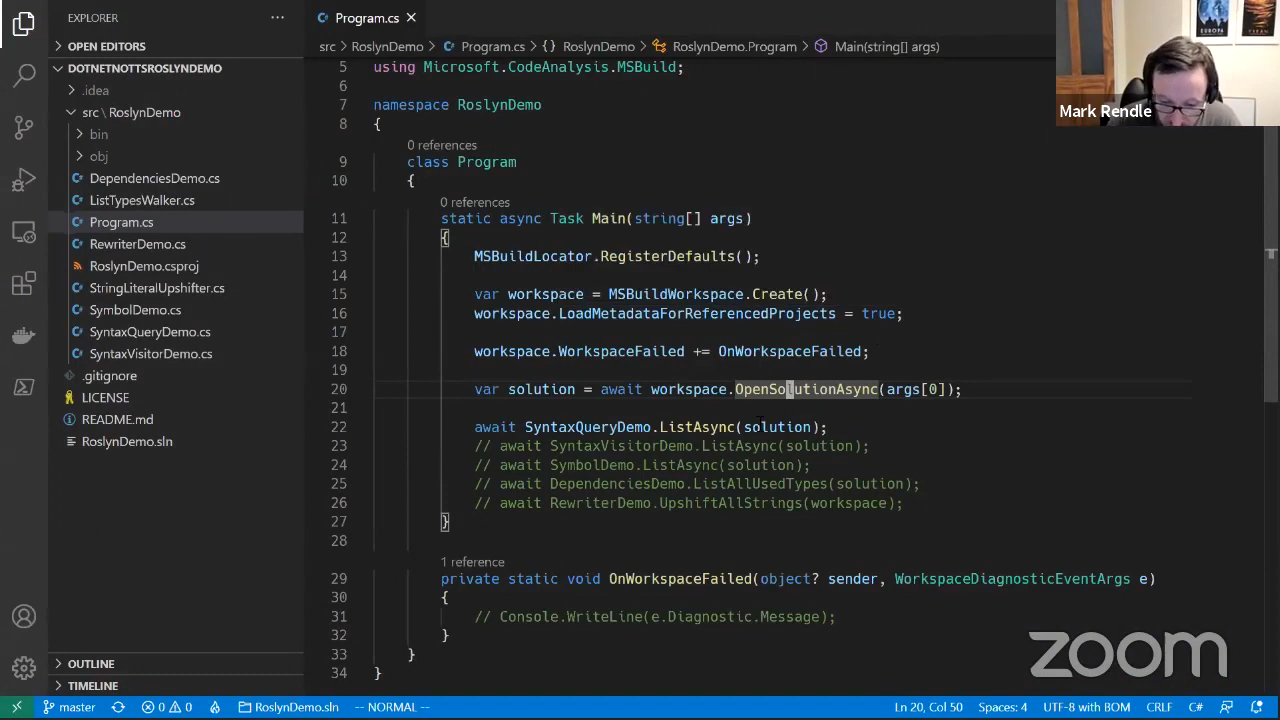 EXPLORER
OPEN EDITORS
DOTNETNOTTSROSLYNDEMO
.idea
src \ RoslynDemo
bin
obj
DependenciesDemo.cs
ListTypesWalker.cs
Program.cs
RewriterDemo.cs
RoslynDemo.csproj
StringLiteralUpshifter.cs
SymbolDemo.cs
SyntaxQueryDemo.cs
SyntaxVisitorDemo.cs
.gitignore
LICENSE
README.md
RoslynDemo.sln
OUTLINE
TIMELINE
Program.cs
src > RoslynDemo > Program.cs > {} RoslynDemo > RoslynDemo.Program > Main(string[] args)
5 using Microsoft.CodeAnalysis.MSBuild;
6
7 namespace RoslynDemo
8 {
0 references
9 class Program
10 {
0 references
11 static async Task Main(string[] args)
12 {
13 MSBuildLocator.RegisterDefaults();
14
15 var workspace = MSBuildWorkspace.Create();
16 workspace.LoadMetadataForReferencedProjects = true;
17
18 workspace.WorkspaceFailed += OnWorkspaceFailed;
19
20 var solution = await workspace.OpenSolutionAsync(args[0]);
21
22 await SyntaxQueryDemo.ListAsync(solution);
23 // await SyntaxVisitorDemo.ListAsync(solution);
24 // await SymbolDemo.ListAsync(solution);
25 // await DependenciesDemo.ListAllUsedTypes(solution);
26 // await RewriterDemo.UpshiftAllStrings(workspace);
27 }
28
1 reference
29 private static void OnWorkspaceFailed(object? sender, WorkspaceDiagnosticEventArgs e)
30 {
31 // Console.WriteLine(e.Diagnostic.Message);
32 }
33 }
34 }
EUROPA
TITAN
Mark Rendle
zoom
master 0 0 RoslynDemo.sln -- NORMAL -- Ln 20, Col 50 Spaces: 4 UTF-8 with BOM CRLF C#